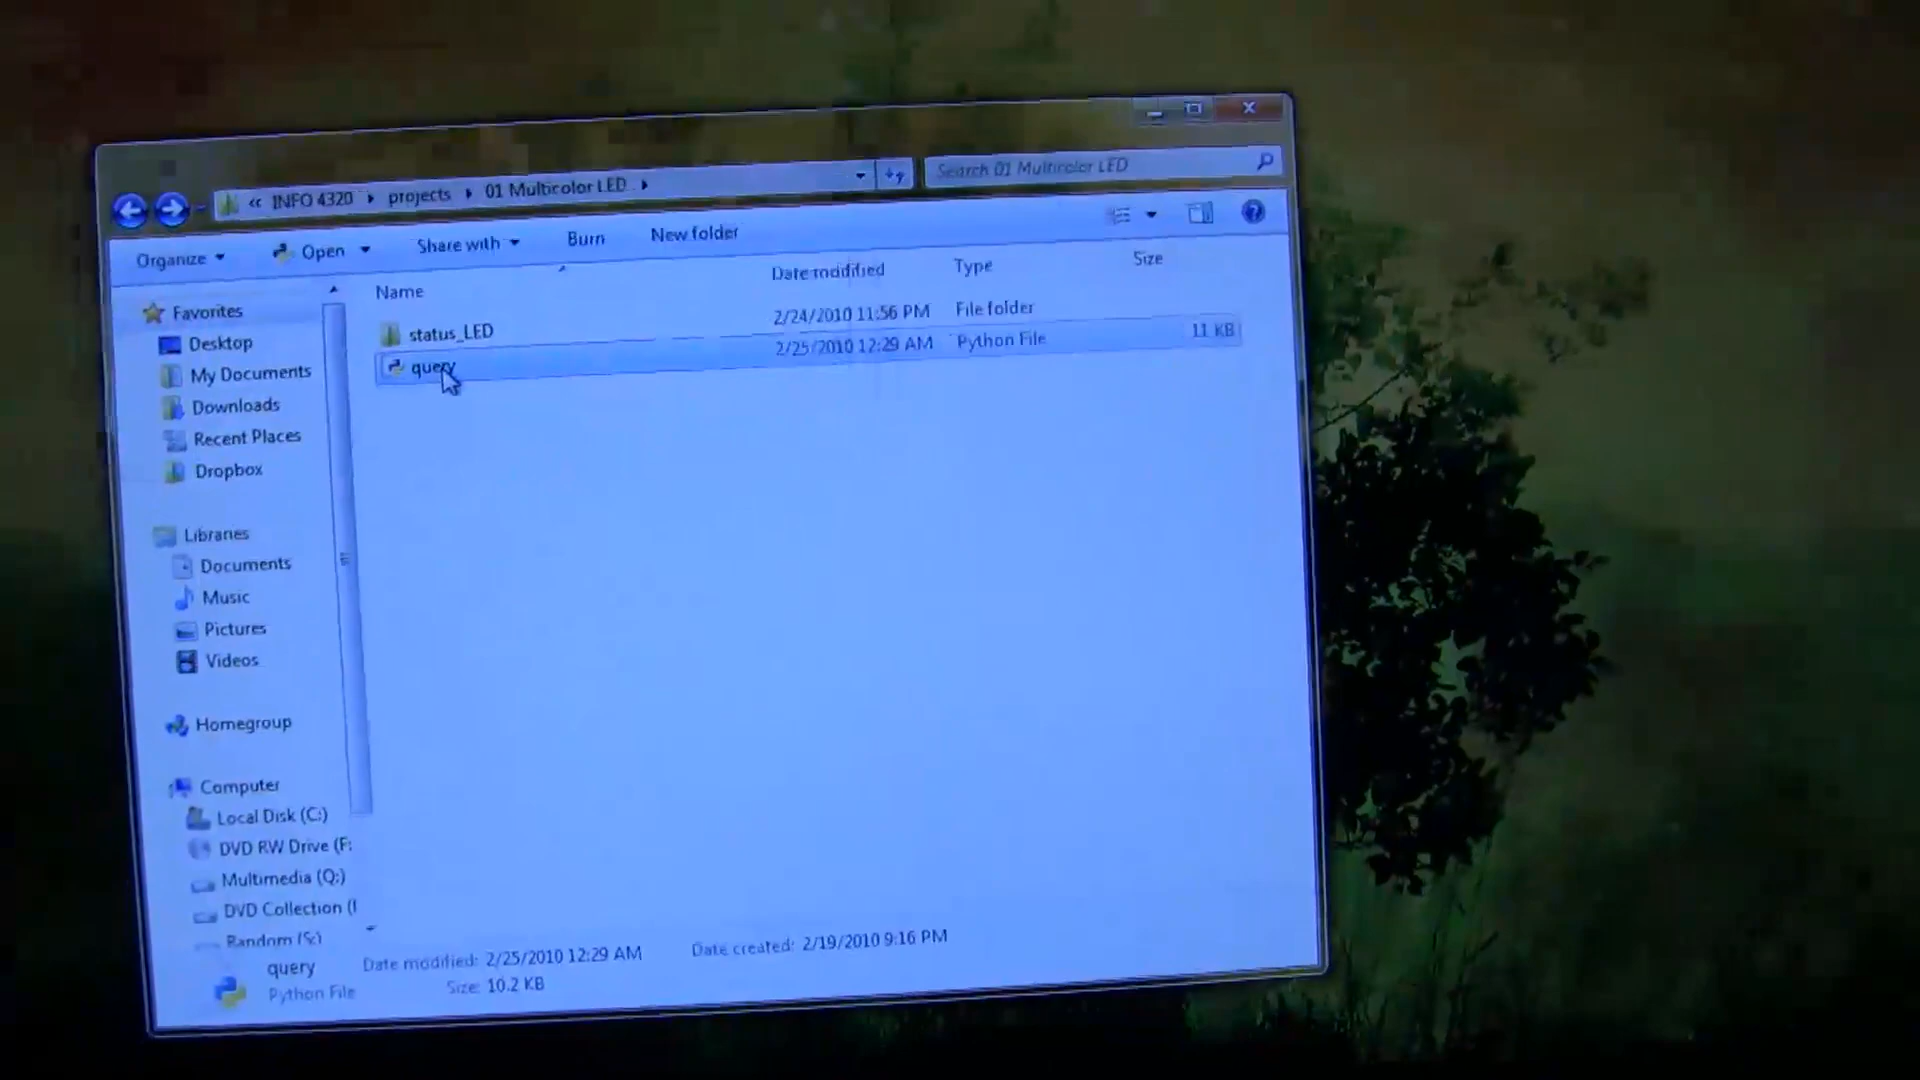 « INFO 4320 ▸ projects ▸ 01 Multicolor LED ▸
Search 01 Multicolor LED
Organize Open Share with Burn New folder
Name Date modified Type Size
status_LED 2/24/2010 11:56 PM File folder
query 2/25/2010 12:29 AM Python File 11 KB
Favorites
Desktop
My Documents
Downloads
Recent Places
Dropbox
Libraries
Documents
Music
Pictures
Videos
Homegroup
Computer
Local Disk (C:)
DVD RW Drive (F:
Multimedia (Q:)
DVD Collection (
Random (S:)
query Date modified: 2/25/2010 12:29 AM Date created: 2/19/2010 9:16 PM
Python File Size: 10.2 KB